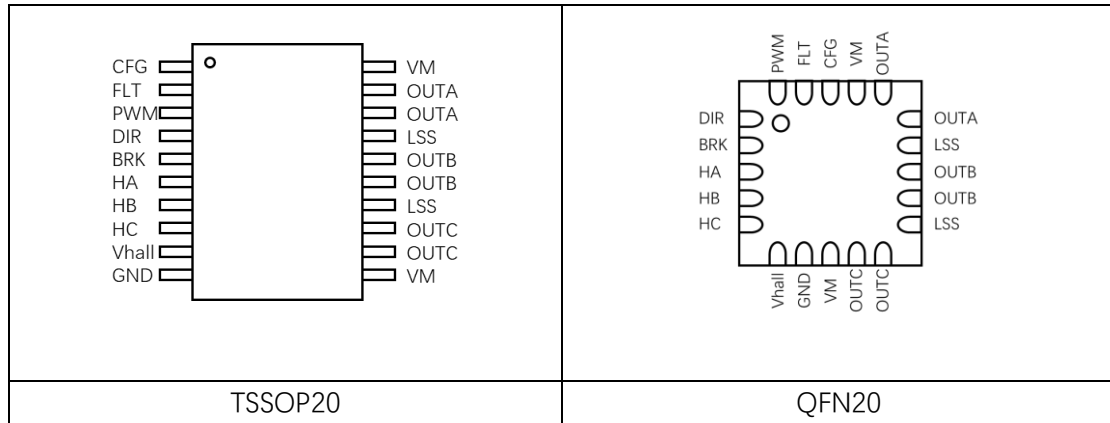 CFG
FLT
PWM
DIR
BRK
HA
HB
HC
Vhall
GND
VM
OUTA
OUTA
LSS
OUTB
OUTB
LSS
OUTC
OUTC
VM
TSSOP20
PWM
FLT
CFG
VM
OUTA
DIR
BRK
HA
HB
HC
OUTA
LSS
OUTB
OUTB
LSS
Vhall
GND
VM
OUTC
OUTC
QFN20